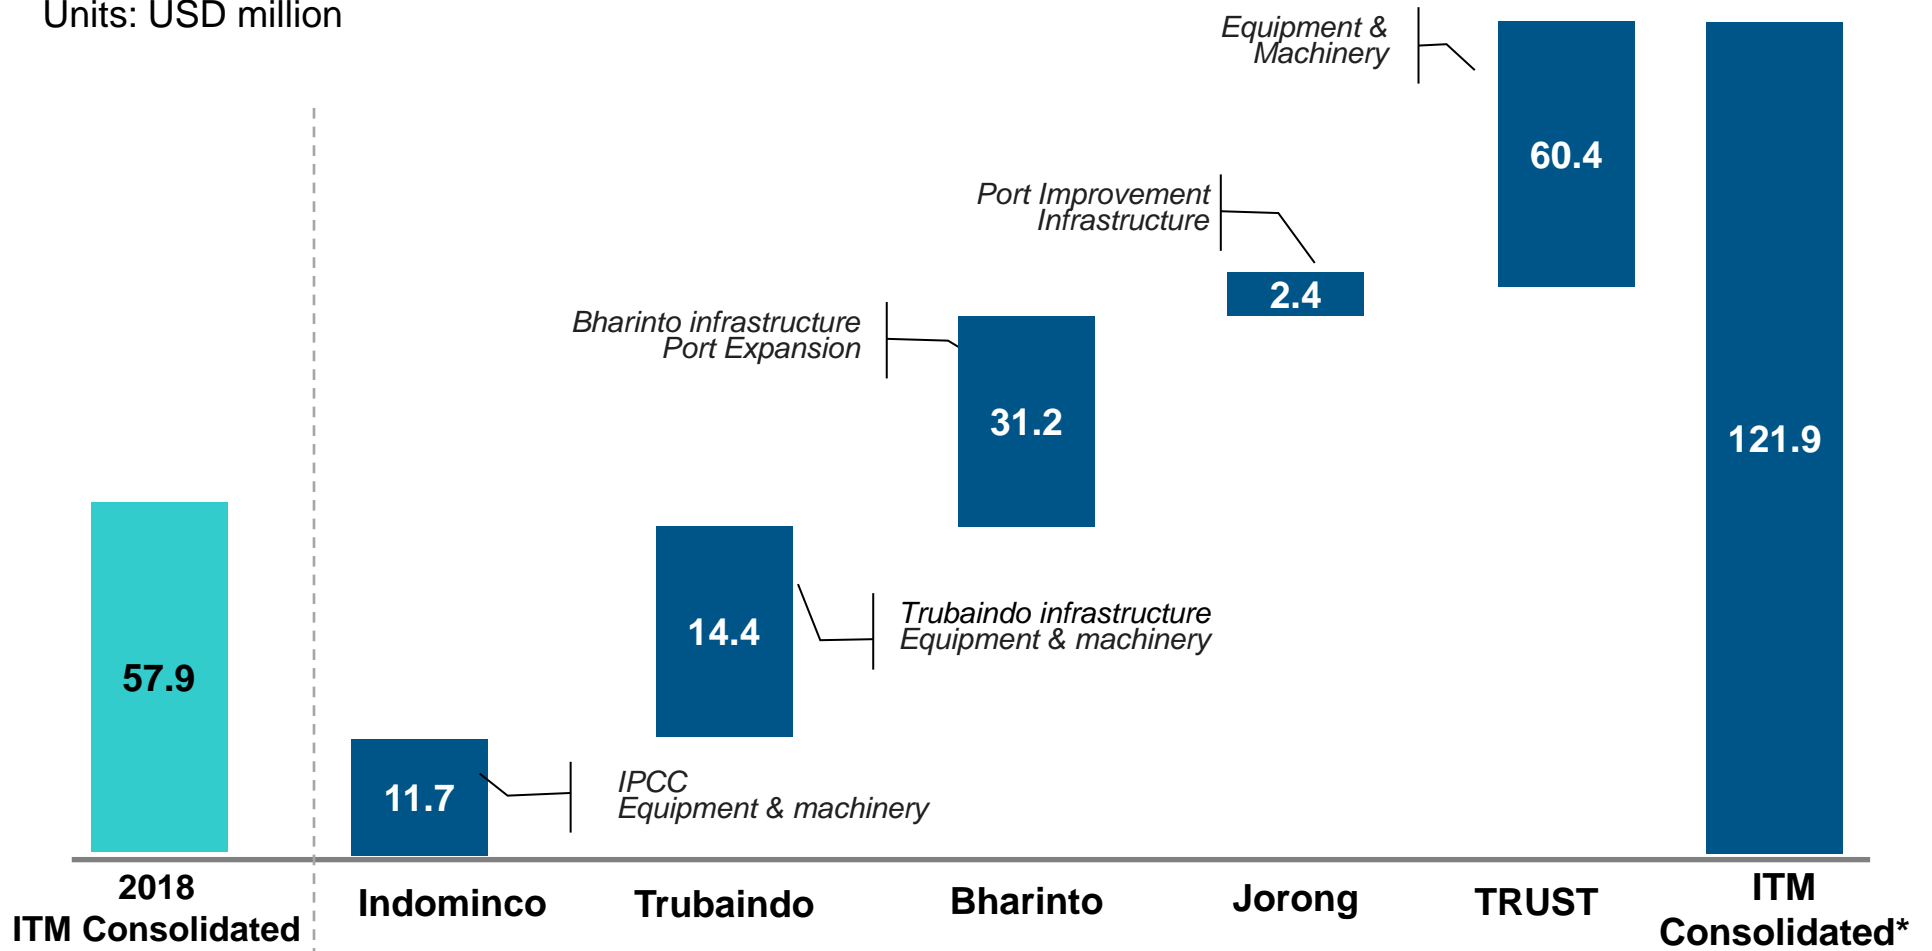 Units: USD million
Equipment &
Machinery
60.4
Port Improvement
Infrastructure
2.4
Bharinto infrastructure
Port Expansion
31.2
121.9
Trubaindo infrastructure
Equipment & machinery
14.4
57.9
IPCC
Equipment & machinery
11.7
2018
ITM Consolidated
Indominco
Trubaindo
Bharinto
Jorong
TRUST
ITM
Consolidated*